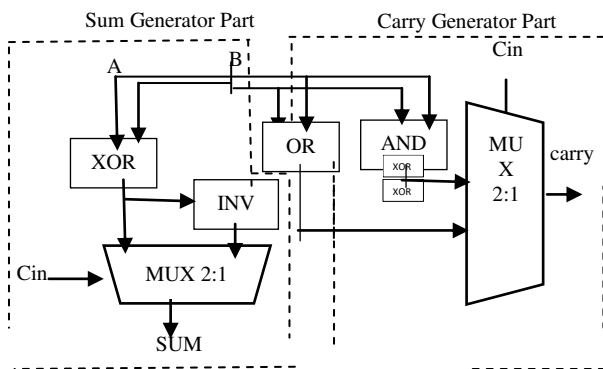 Sum Generator Part
Carry Generator Part
Cin
A
B
XOR
OR
AND
XOR
XOR
MU
X
2:1
carry
INV
Cin
MUX 2:1
SUM